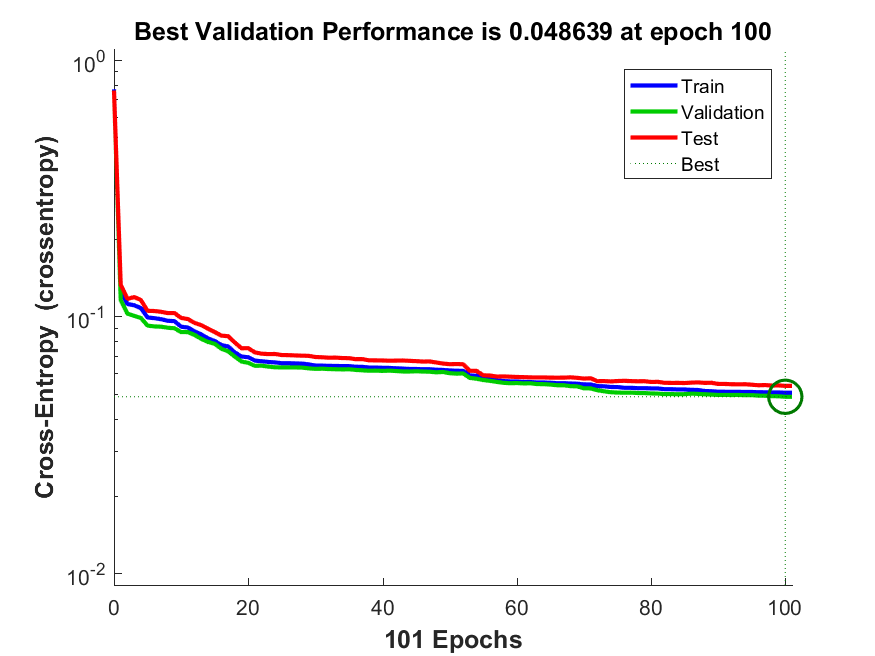 Best Validation Performance is 0.048639 at epoch 100
10^0
10^-1
10^-2
Cross-Entropy (crossentropy)
Train
Validation
Test
Best
0 20 40 60 80 100
101 Epochs